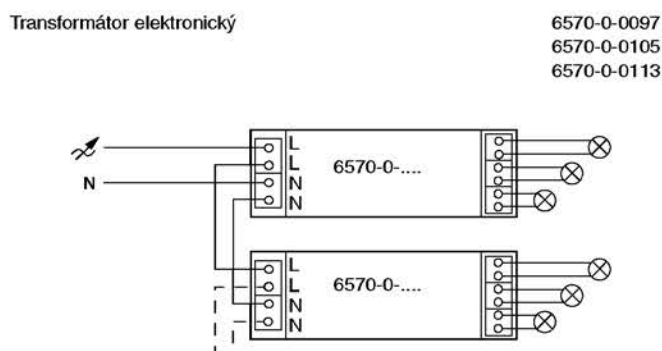 Transformátor elektronický
6570-0-0097
6570-0-0105
6570-0-0113
L
L
N
N
N
6570-0-....
L
L
N
N
6570-0-....